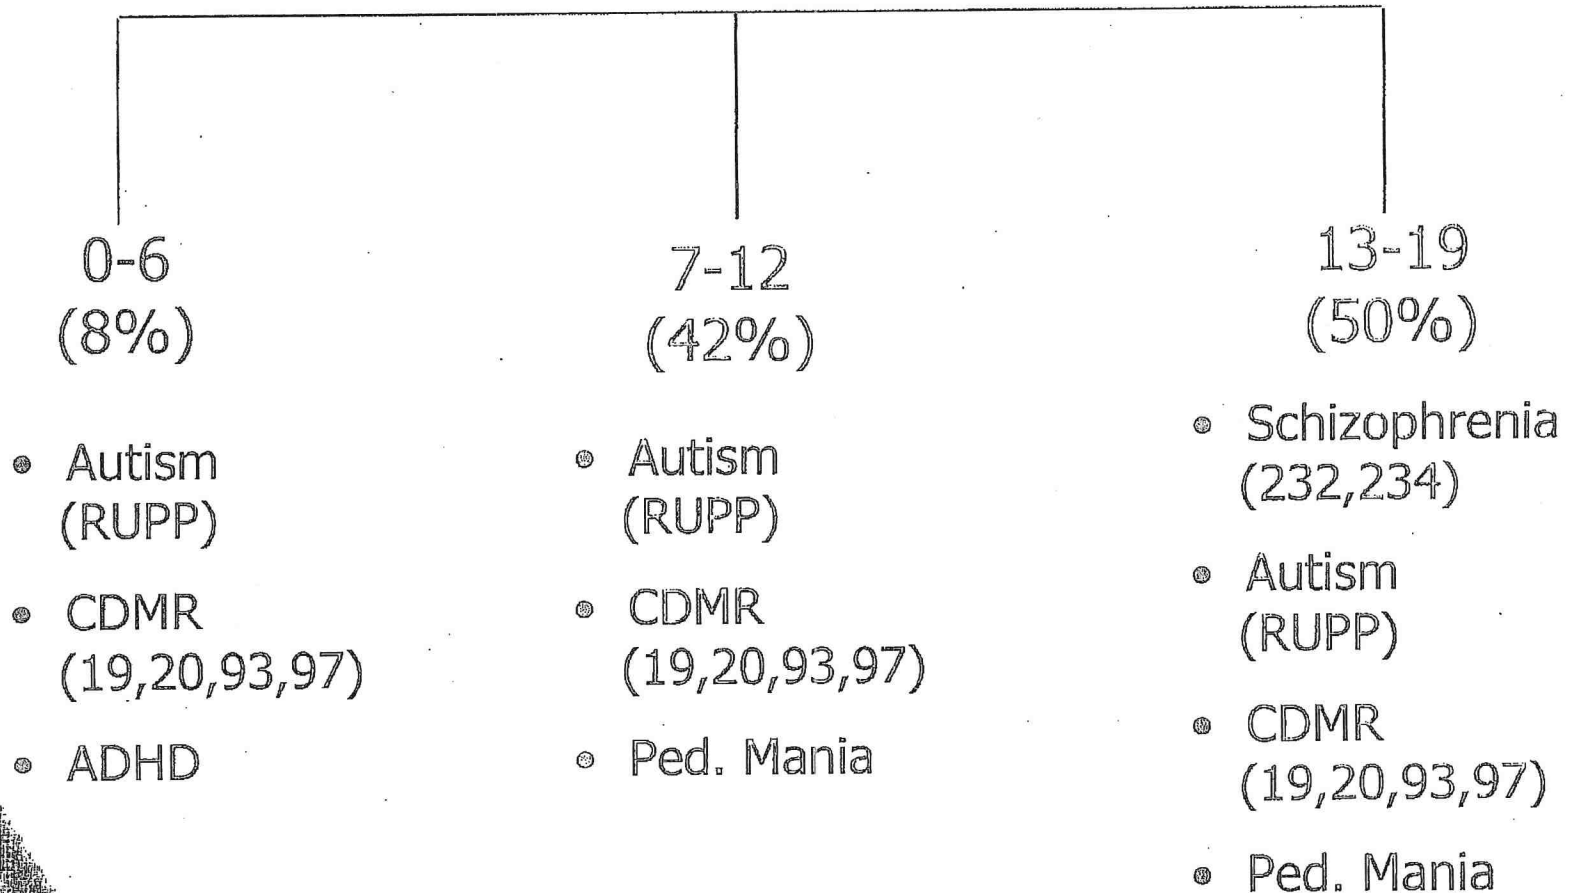 0-6
(8%)
• Autism
(RUPP)
• CDMR
(19,20,93,97)
• ADHD
7-12
(42%)
• Autism
(RUPP)
• CDMR
(19,20,93,97)
• Ped. Mania
13-19
(50%)
• Schizophrenia
(232,234)
• Autism
(RUPP)
• CDMR
(19,20,93,97)
• Ped. Mania